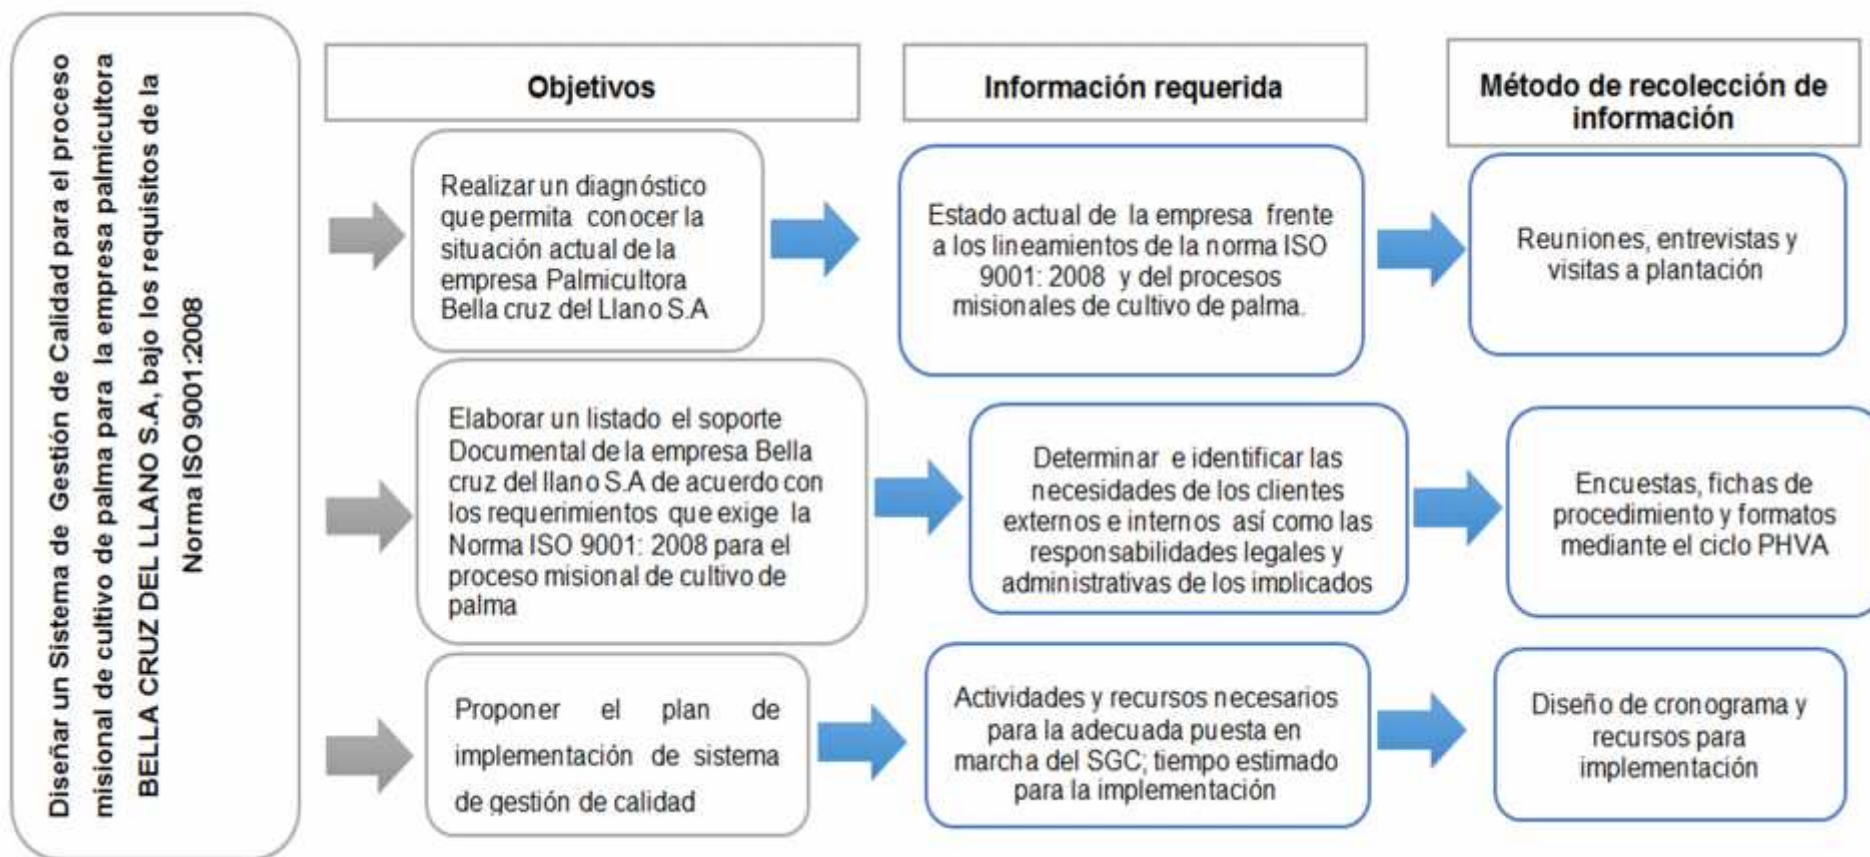 Diseñar un Sistema de Gestión de Calidad para el proceso
misional de cultivo de palma para la empresa palmicultora
BELLA CRUZ DEL LLANO S.A, bajo los requisitos de la
Norma ISO 9001:2008
Objetivos
Información requerida
Método de recolección de
información
Realizar un diagnóstico
que permita conocer la
situación actual de la
empresa Palmicultora
Bella cruz del Llano S.A
Estado actual de la empresa frente
a los lineamientos de la norma ISO
9001: 2008 y del procesos
misionales de cultivo de palma.
Reuniones, entrevistas y
visitas a plantación
Elaborar un listado el soporte
Documental de la empresa Bella
cruz del llano S.A de acuerdo con
los requerimientos que exige la
Norma ISO 9001: 2008 para el
proceso misional de cultivo de
palma
Determinar e identificar las
necesidades de los clientes
externos e internos así como las
responsabilidades legales y
administrativas de los implicados
Encuestas, fichas de
procedimiento y formatos
mediante el ciclo PHVA
Proponer el plan de
implementación de sistema
de gestión de calidad
Actividades y recursos necesarios
para la adecuada puesta en
marcha del SGC; tiempo estimado
para la implementación
Diseño de cronograma y
recursos para
implementación